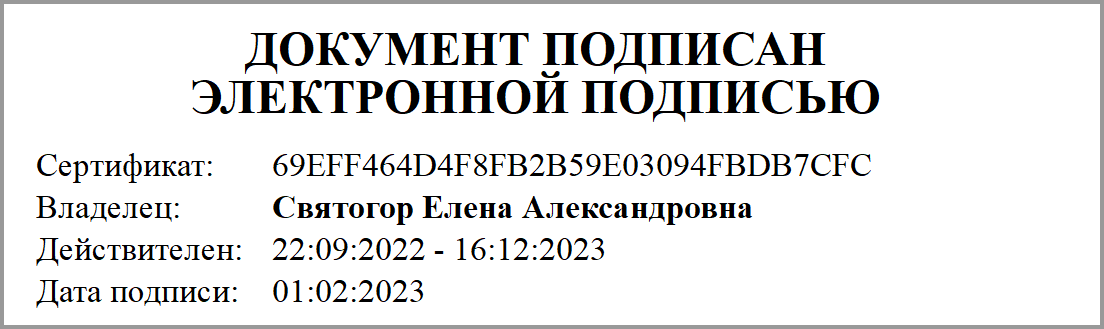 ДОКУМЕНТ ПОДПИСАН
ЭЛЕКТРОННОЙ ПОДПИСЬЮ
Сертификат: 69EFF464D4F8FB2B59E03094FBDB7CFC
Владелец: Святогор Елена Александровна
Действителен: 22:09:2022 - 16:12:2023
Дата подписи: 01:02:2023